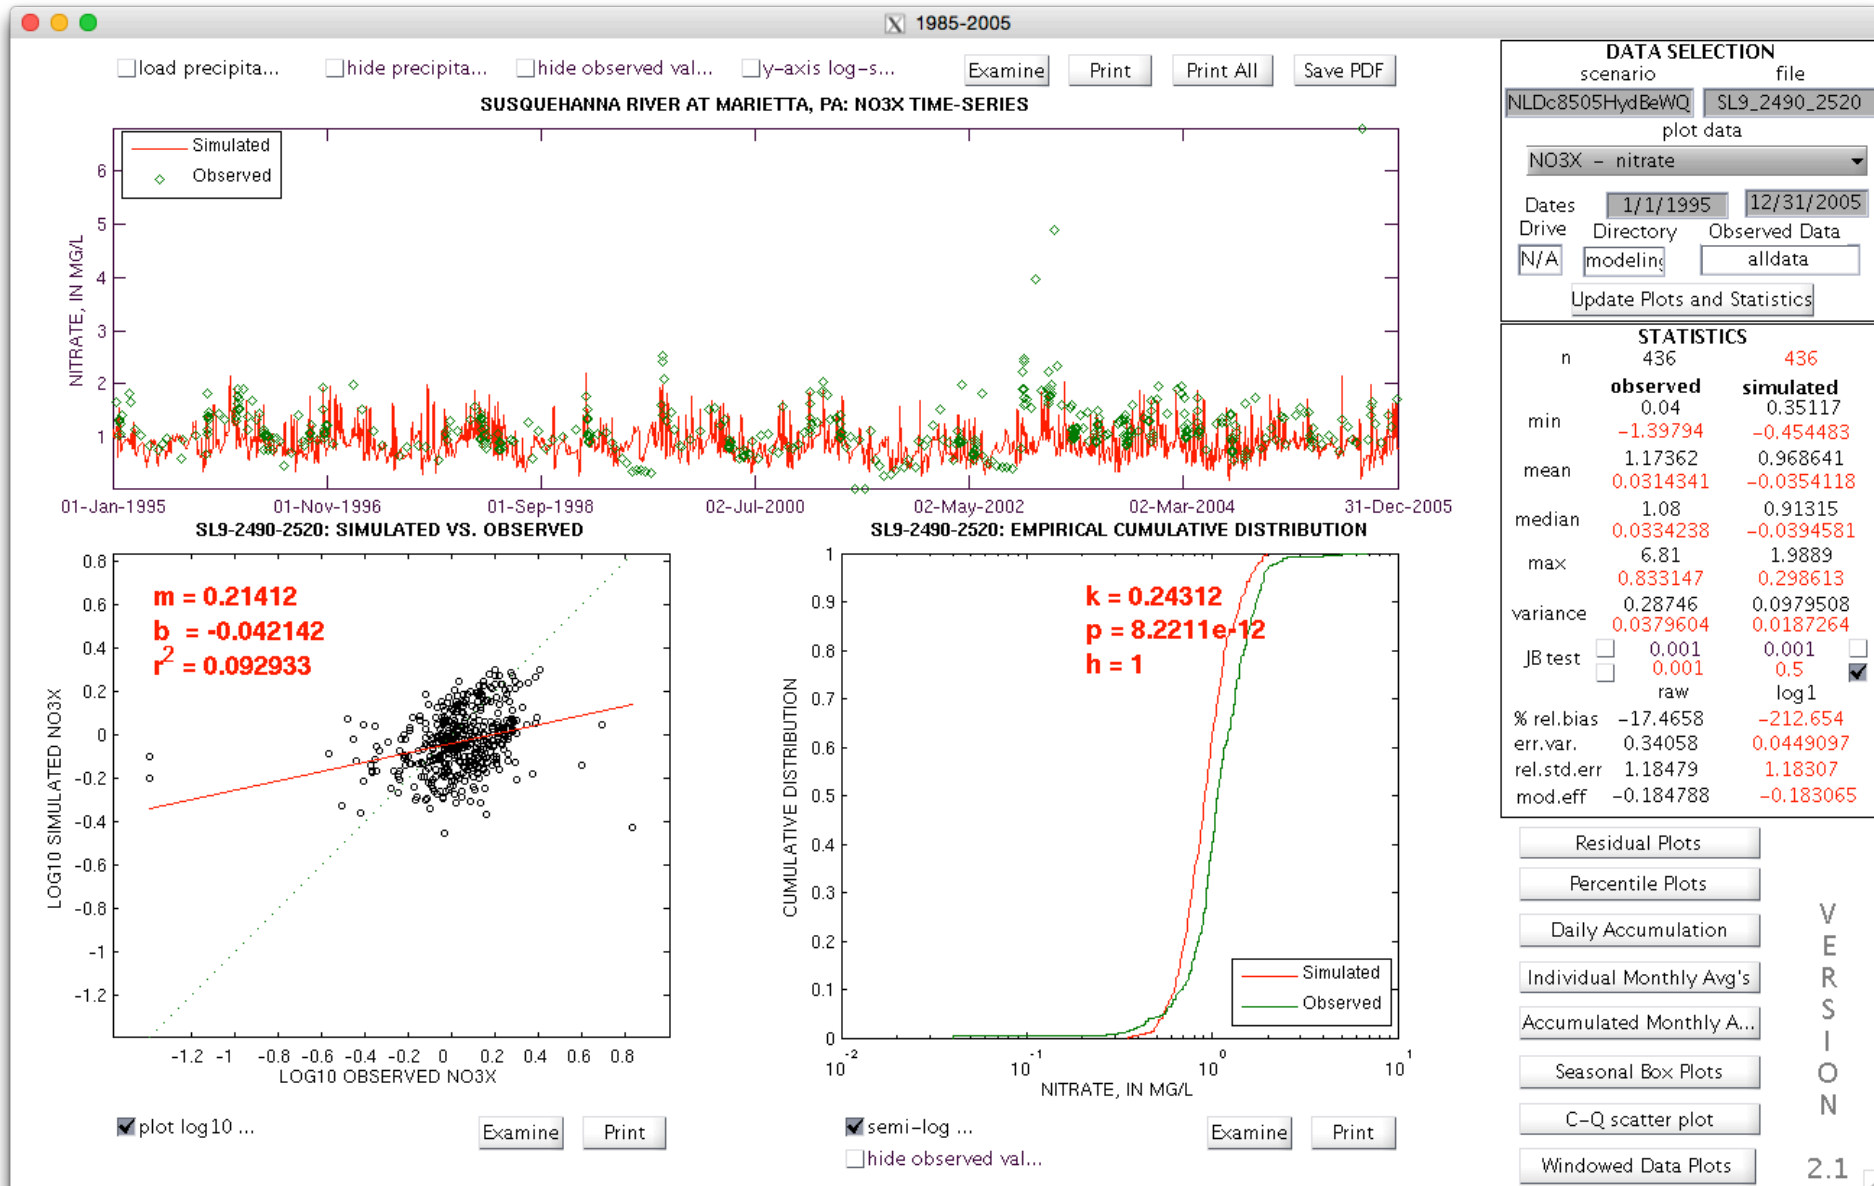 1985-2005
load precipita... hide precipita... hide observed val... y-axis log-s... Examine Print Print All Save PDF
SUSQUEHANNA RIVER AT MARIETTA, PA: NO3X TIME-SERIES
Simulated
Observed
NITRATE, IN MG/L
6
5
4
3
2
1
01-Jan-1995 01-Nov-1996 01-Sep-1998 02-Jul-2000 02-May-2002 02-Mar-2004 31-Dec-2005
SL9-2490-2520: SIMULATED VS. OBSERVED
m = 0.21412
b = -0.042142
r2 = 0.092933
LOG10 SIMULATED NO3X
0.8
0.6
0.4
0.2
0
-0.2
-0.4
-0.6
-0.8
-1
-1.2
-1.2 -1 -0.8 -0.6 -0.4 -0.2 0 0.2 0.4 0.6 0.8
LOG10 OBSERVED NO3X
plot log10 ... Examine Print
SL9-2490-2520: EMPIRICAL CUMULATIVE DISTRIBUTION
k = 0.24312
p = 8.2211e-12
h = 1
CUMULATIVE DISTRIBUTION
1
0.9
0.8
0.7
0.6
0.5
0.4
0.3
0.2
0.1
0
Simulated
Observed
10-2 10-1 100 101
NITRATE, IN MG/L
semi-log ... Examine Print
hide observed val...
DATA SELECTION
scenario file
NLDc8505HydBeWQ SL9_2490_2520
plot data
NO3X - nitrate
Dates 1/1/1995 12/31/2005
Drive Directory Observed Data
N/A modeling alldata
Update Plots and Statistics
STATISTICS
n 436 436
observed simulated
min 0.04 0.35117
-1.39794 -0.454483
mean 1.17362 0.968641
0.0314341 -0.0354118
median 1.08 0.91315
0.0334238 -0.0394581
max 6.81 1.9889
0.833147 0.298613
variance 0.28746 0.0979508
0.0379604 0.0187264
JB test 0.001 0.001
0.001 0.5
raw log1
% rel.bias -17.4658 -212.654
err.var. 0.34058 0.0449097
rel.std.err 1.18479 1.18307
mod.eff -0.184788 -0.183065
Residual Plots
Percentile Plots
Daily Accumulation
Individual Monthly Avg's
Accumulated Monthly A...
Seasonal Box Plots
C-Q scatter plot
Windowed Data Plots
VERSION
2.1